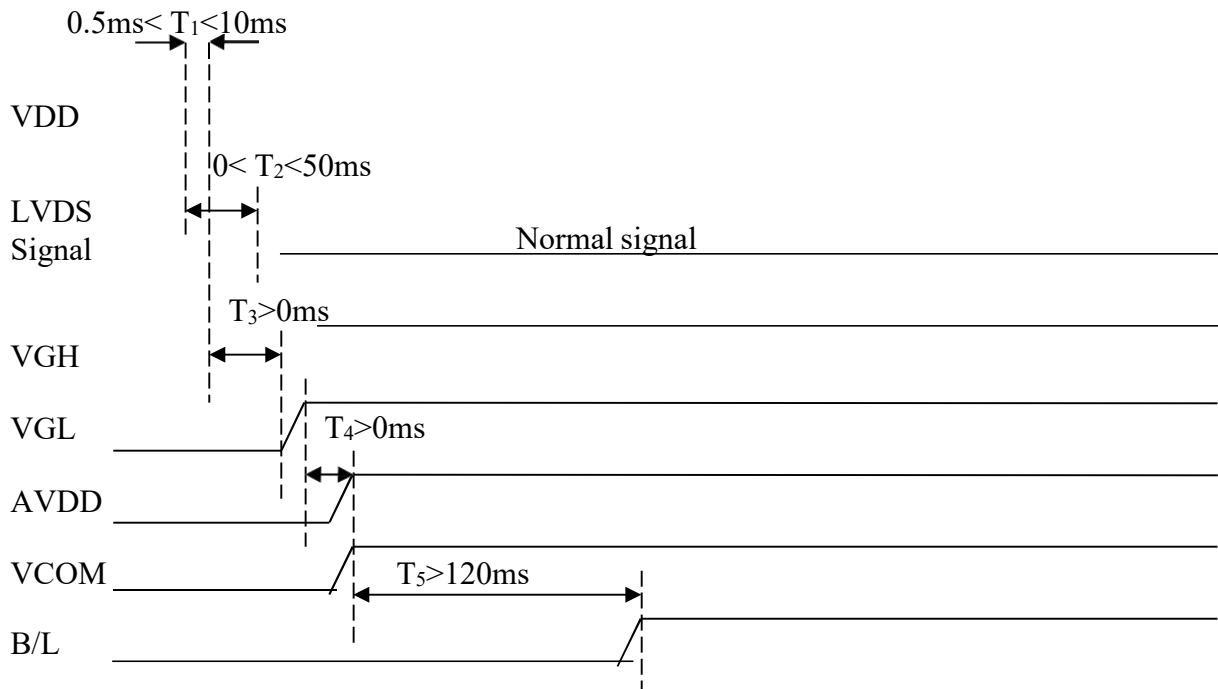 0.5ms< T₁<10ms
VDD
0< T₂<50ms
LVDS
Signal
Normal signal
T₃>0ms
VGH
VGL
T₄>0ms
AVDD
VCOM
T₅>120ms
B/L